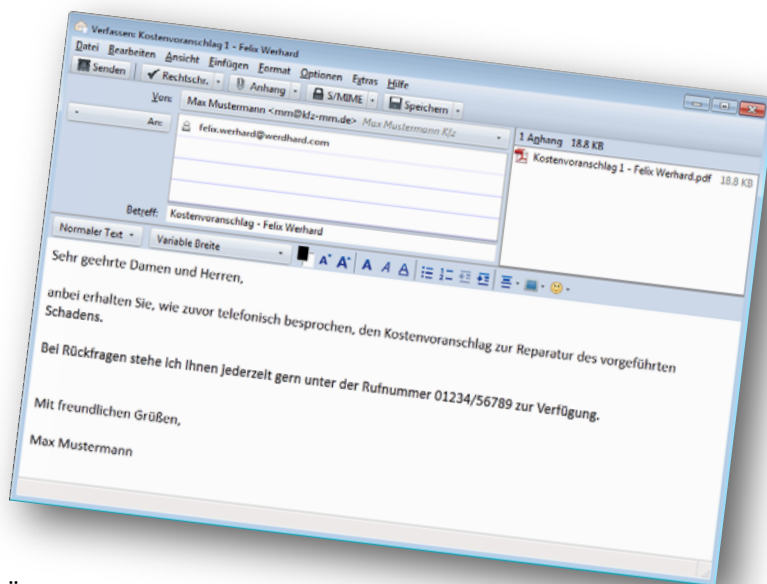 Verfassen: Kostenvoranschlag 1 - Felix Werhard
Datei Bearbeiten Ansicht Einfügen Format Optionen Extras Hilfe
Senden Rechtschr. Anhang S/MIME Speichern
Von: Max Mustermann <mm@kfz-mm.de> Max Mustermann Kfz
An: felix.werhard@werdhard.com
1 Anhang 18.8 KB
Kostenvoranschlag 1 - Felix Werhard.pdf 18.8 KB
Betreff: Kostenvoranschlag - Felix Werhard
Normaler Text Variable Breite
Sehr geehrte Damen und Herren,
anbei erhalten Sie, wie zuvor telefonisch besprochen, den Kostenvoranschlag zur Reparatur des vorgeführten
Schadens.
Bei Rückfragen stehe ich Ihnen jederzeit gern unter der Rufnummer 01234/56789 zur Verfügung.
Mit freundlichen Grüßen,
Max Mustermann